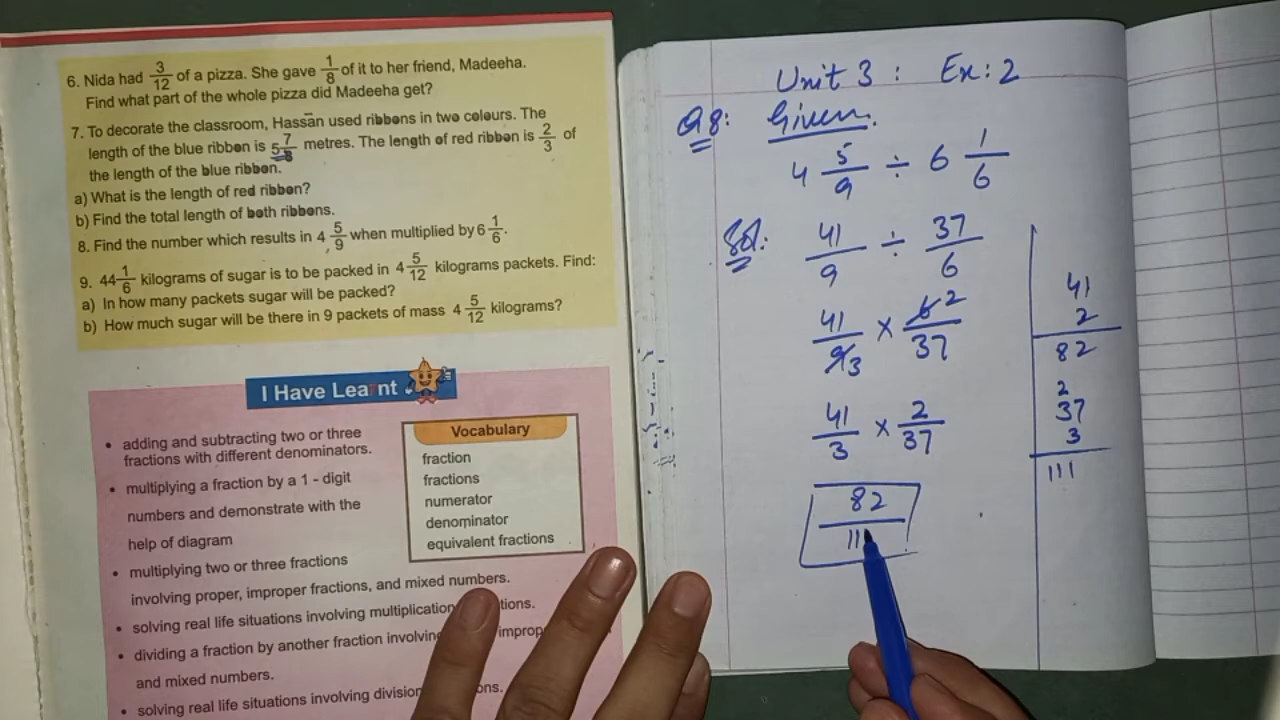 6. Nida had 3/12 of a pizza. She gave 1/8 of it to her friend, Madeeha.
Find what part of the whole pizza did Madeeha get?
7. To decorate the classroom, Hassan used ribbons in two colours. The
length of the blue ribbon is 5 7/8 metres. The length of red ribbon is 2/3 of
the length of the blue ribbon.
a) What is the length of red ribbon?
b) Find the total length of both ribbons.
8. Find the number which results in 4 5/9 when multiplied by 6 1/6.
9. 44 1/6 kilograms of sugar is to be packed in 4 5/12 kilograms packets. Find:
a) In how many packets sugar will be packed?
b) How much sugar will be there in 9 packets of mass 4 5/12 kilograms?
I Have Learnt
• adding and subtracting two or three
fractions with different denominators.
• multiplying a fraction by a 1 - digit
numbers and demonstrate with the
help of diagram
• multiplying two or three fractions
involving proper, improper fractions, and mixed numbers.
• solving real life situations involving multiplication
• dividing a fraction by another fraction
and mixed numbers.
• solving real life situations involving
Vocabulary
fraction
fractions
numerator
denominator
equivalent fractions
Unit 3 : Ex: 2
Q8: Given.
4 5/9 ÷ 6 1/6
Sol: 41/9 ÷ 37/6
41/9 3 × 6 2/37
41/3 × 2/37
82/111
41
2
82
2
37
3
111